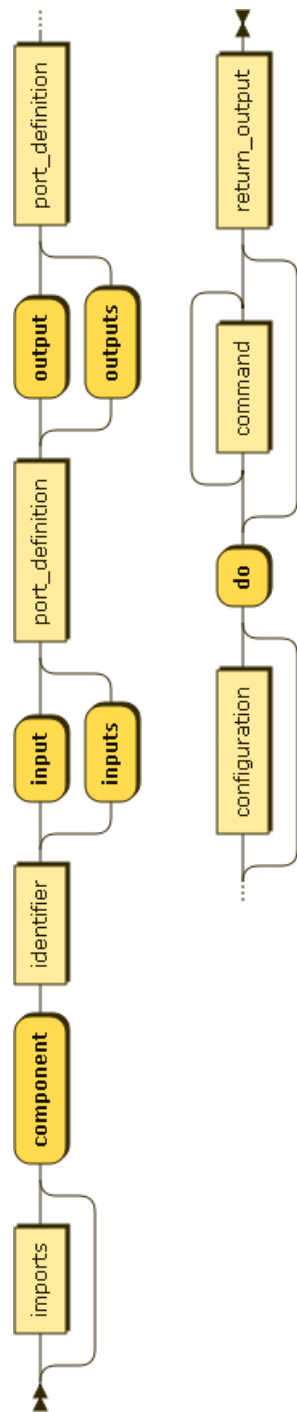 imports
component
identifier
input
inputs
port_definition
output
outputs
port_definition
configuration
do
command
return_output